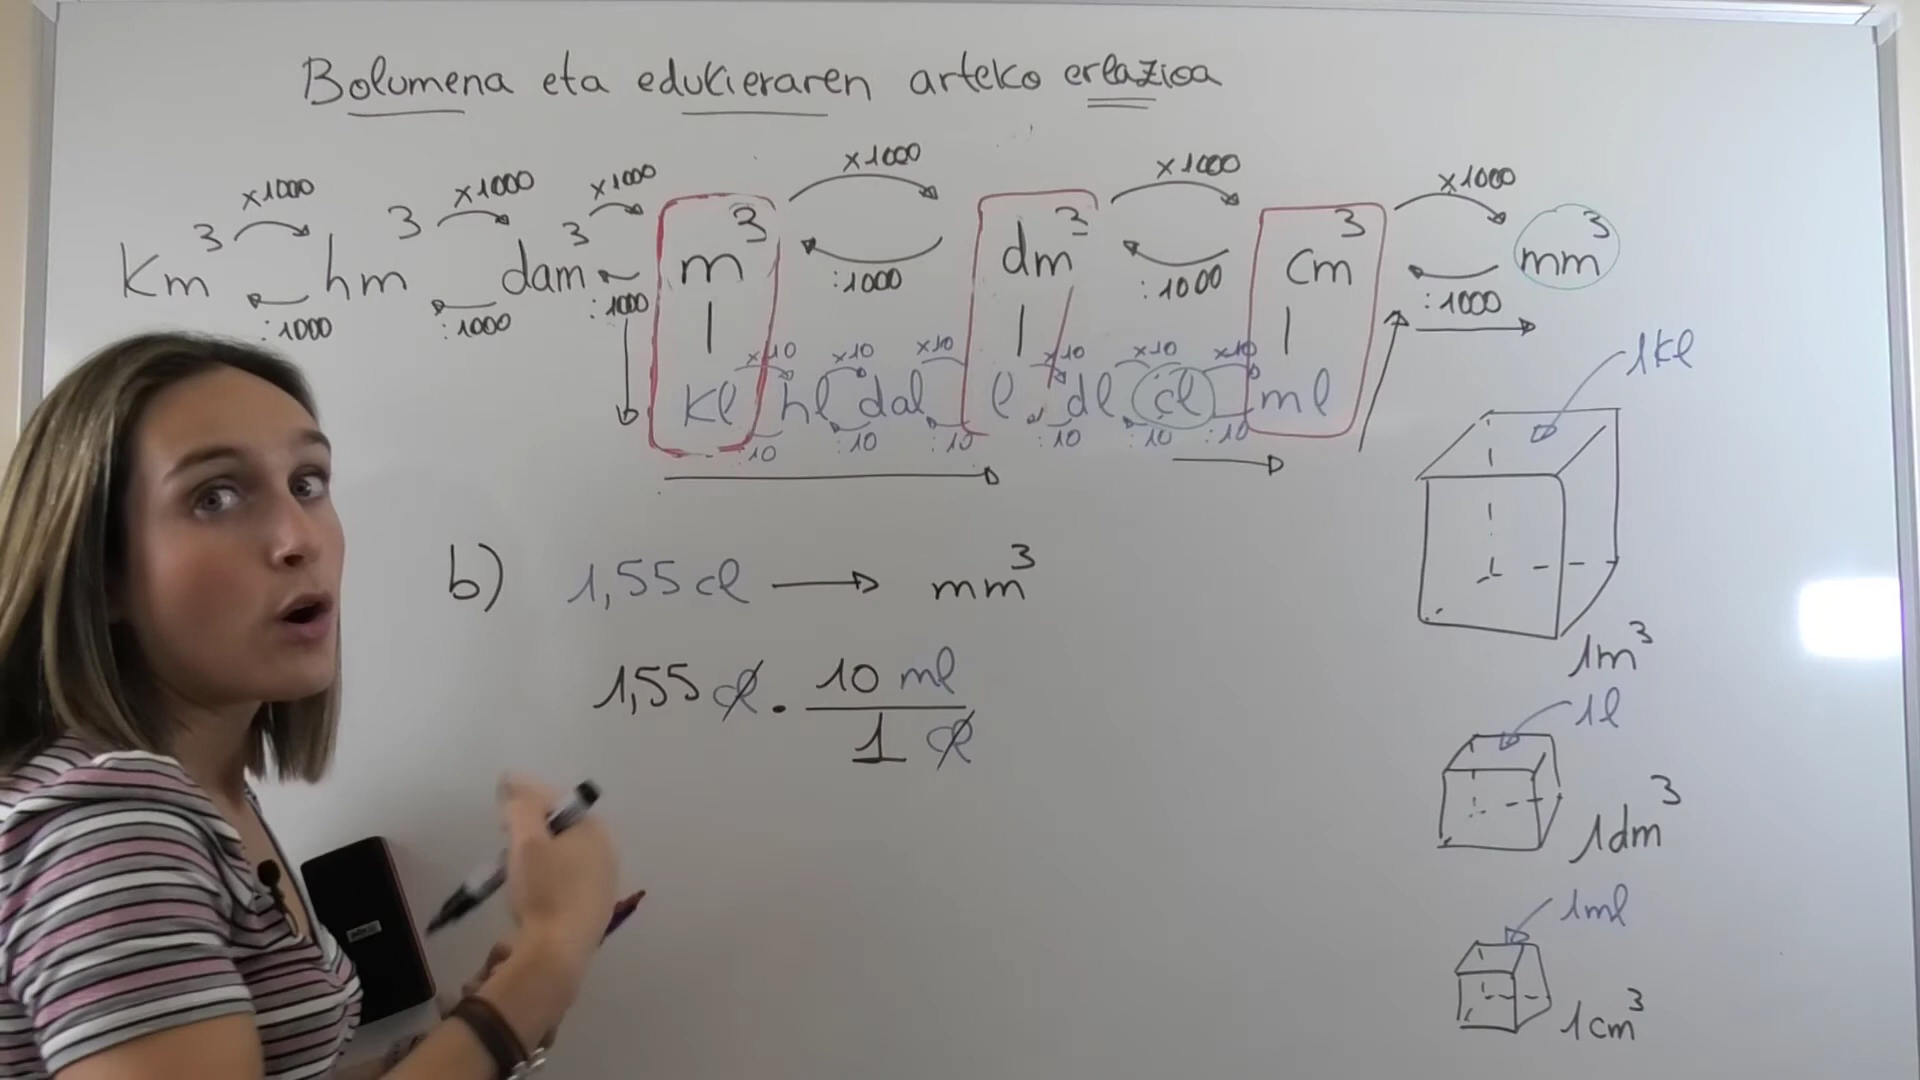 Bolumena eta edukieraren arteko erlazioa
x1000 x1000 x1000 x1000 x1000 x1000
Km³ hm³ dam³ m³ dm³ cm³ mm³
:1000 :1000 :1000 :1000 :1000 :1000
x10 x10 x10 x10 x10 x10
kl hl dal l dl cl ml
:10 :10 :10 :10 :10 :10
1kl
b) 1,55 cl → mm³
1m³
1,55 cl · 10 ml
1 cl
1l
1dm³
1ml
1cm³